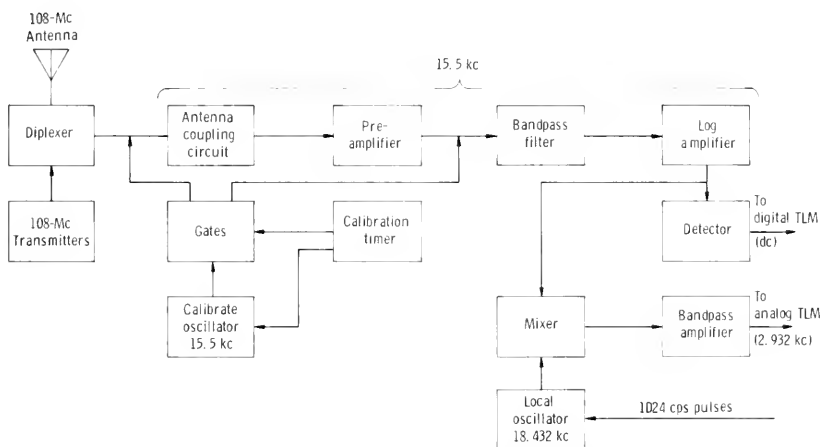 108-Mc
Antenna
15.5 kc
Diplexer
Antenna
coupling
circuit
Pre-
amplifier
Bandpass
filter
Log
amplifier
108-Mc
Transmitters
Gates
Calibration
timer
Detector
To
digital TLM
(dc)
Calibrate
oscillator
15.5 kc
Mixer
Bandpass
amplifier
To
analog TLM
(2.932 kc)
Local
oscillator
18.432 kc
1024 cps pulses